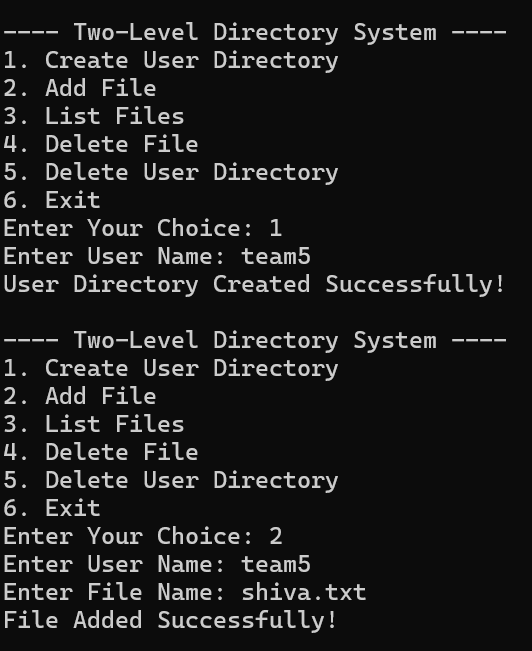 ---- Two-Level Directory System ----
1. Create User Directory
2. Add File
3. List Files
4. Delete File
5. Delete User Directory
6. Exit
Enter Your Choice: 1
Enter User Name: team5
User Directory Created Successfully!
---- Two-Level Directory System ----
1. Create User Directory
2. Add File
3. List Files
4. Delete File
5. Delete User Directory
6. Exit
Enter Your Choice: 2
Enter User Name: team5
Enter File Name: shiva.txt
File Added Successfully!